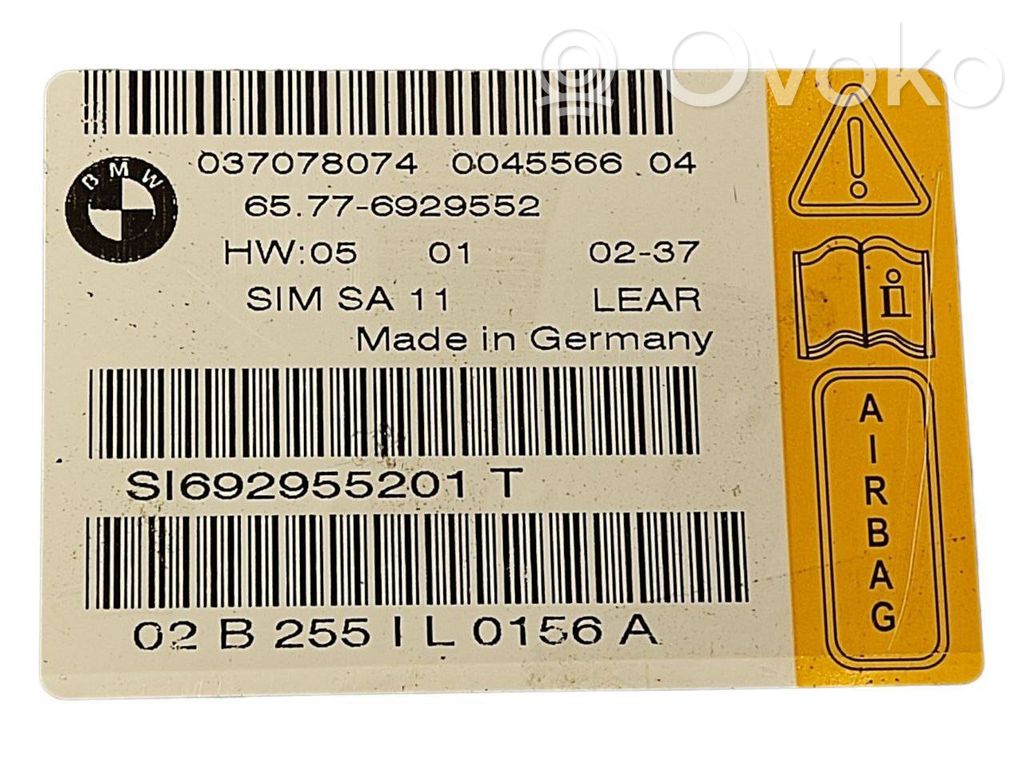 Ovoko
037078074 0045566 04
BMW
65.77-6929552
HW:05 01 02-37
SIM SA 11 LEAR
Made in Germany
SI692955201 T
02 B 255 I L 0156 A
AIRBAG